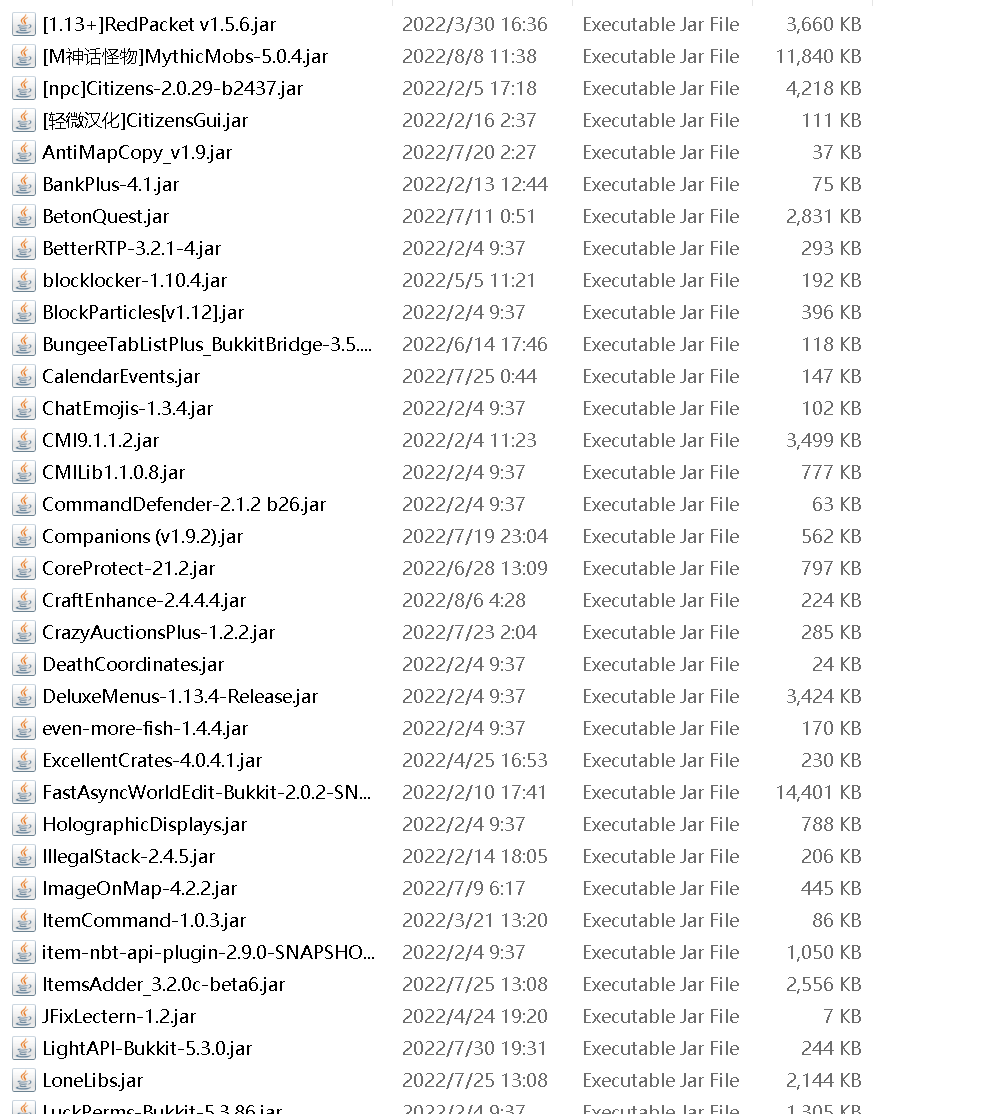 [1.13+]RedPacket v1.5.6.jar 2022/3/30 16:36 Executable Jar File 3,660 KB
[M神话怪物]MythicMobs-5.0.4.jar 2022/8/8 11:38 Executable Jar File 11,840 KB
[npc]Citizens-2.0.29-b2437.jar 2022/2/5 17:18 Executable Jar File 4,218 KB
[轻微汉化]CitizensGui.jar 2022/2/16 2:37 Executable Jar File 111 KB
AntiMapCopy_v1.9.jar 2022/7/20 2:27 Executable Jar File 37 KB
BankPlus-4.1.jar 2022/2/13 12:44 Executable Jar File 75 KB
BetonQuest.jar 2022/7/11 0:51 Executable Jar File 2,831 KB
BetterRTP-3.2.1-4.jar 2022/2/4 9:37 Executable Jar File 293 KB
blocklocker-1.10.4.jar 2022/5/5 11:21 Executable Jar File 192 KB
BlockParticles[v1.12].jar 2022/2/4 9:37 Executable Jar File 396 KB
BungeeTabListPlus_BukkitBridge-3.5.... 2022/6/14 17:46 Executable Jar File 118 KB
CalendarEvents.jar 2022/7/25 0:44 Executable Jar File 147 KB
ChatEmojis-1.3.4.jar 2022/2/4 9:37 Executable Jar File 102 KB
CMI9.1.1.2.jar 2022/2/4 11:23 Executable Jar File 3,499 KB
CMILib1.1.0.8.jar 2022/2/4 9:37 Executable Jar File 777 KB
CommandDefender-2.1.2 b26.jar 2022/2/4 9:37 Executable Jar File 63 KB
Companions (v1.9.2).jar 2022/7/19 23:04 Executable Jar File 562 KB
CoreProtect-21.2.jar 2022/6/28 13:09 Executable Jar File 797 KB
CraftEnhance-2.4.4.4.jar 2022/8/6 4:28 Executable Jar File 224 KB
CrazyAuctionsPlus-1.2.2.jar 2022/7/23 2:04 Executable Jar File 285 KB
DeathCoordinates.jar 2022/2/4 9:37 Executable Jar File 24 KB
DeluxeMenus-1.13.4-Release.jar 2022/2/4 9:37 Executable Jar File 3,424 KB
even-more-fish-1.4.4.jar 2022/2/4 9:37 Executable Jar File 170 KB
ExcellentCrates-4.0.4.1.jar 2022/4/25 16:53 Executable Jar File 230 KB
FastAsyncWorldEdit-Bukkit-2.0.2-SN... 2022/2/10 17:41 Executable Jar File 14,401 KB
HolographicDisplays.jar 2022/2/4 9:37 Executable Jar File 788 KB
IllegalStack-2.4.5.jar 2022/2/14 18:05 Executable Jar File 206 KB
ImageOnMap-4.2.2.jar 2022/7/9 6:17 Executable Jar File 445 KB
ItemCommand-1.0.3.jar 2022/3/21 13:20 Executable Jar File 86 KB
item-nbt-api-plugin-2.9.0-SNAPSHO... 2022/2/4 9:37 Executable Jar File 1,050 KB
ItemsAdder_3.2.0c-beta6.jar 2022/7/25 13:08 Executable Jar File 2,556 KB
JFixLectern-1.2.jar 2022/4/24 19:20 Executable Jar File 7 KB
LightAPI-Bukkit-5.3.0.jar 2022/7/30 19:31 Executable Jar File 244 KB
LoneLibs.jar 2022/7/25 13:08 Executable Jar File 2,144 KB
LuckPerms-Bukkit-5.3.86.jar 2022/2/4 9:37 Executable Jar File 1,305 KB